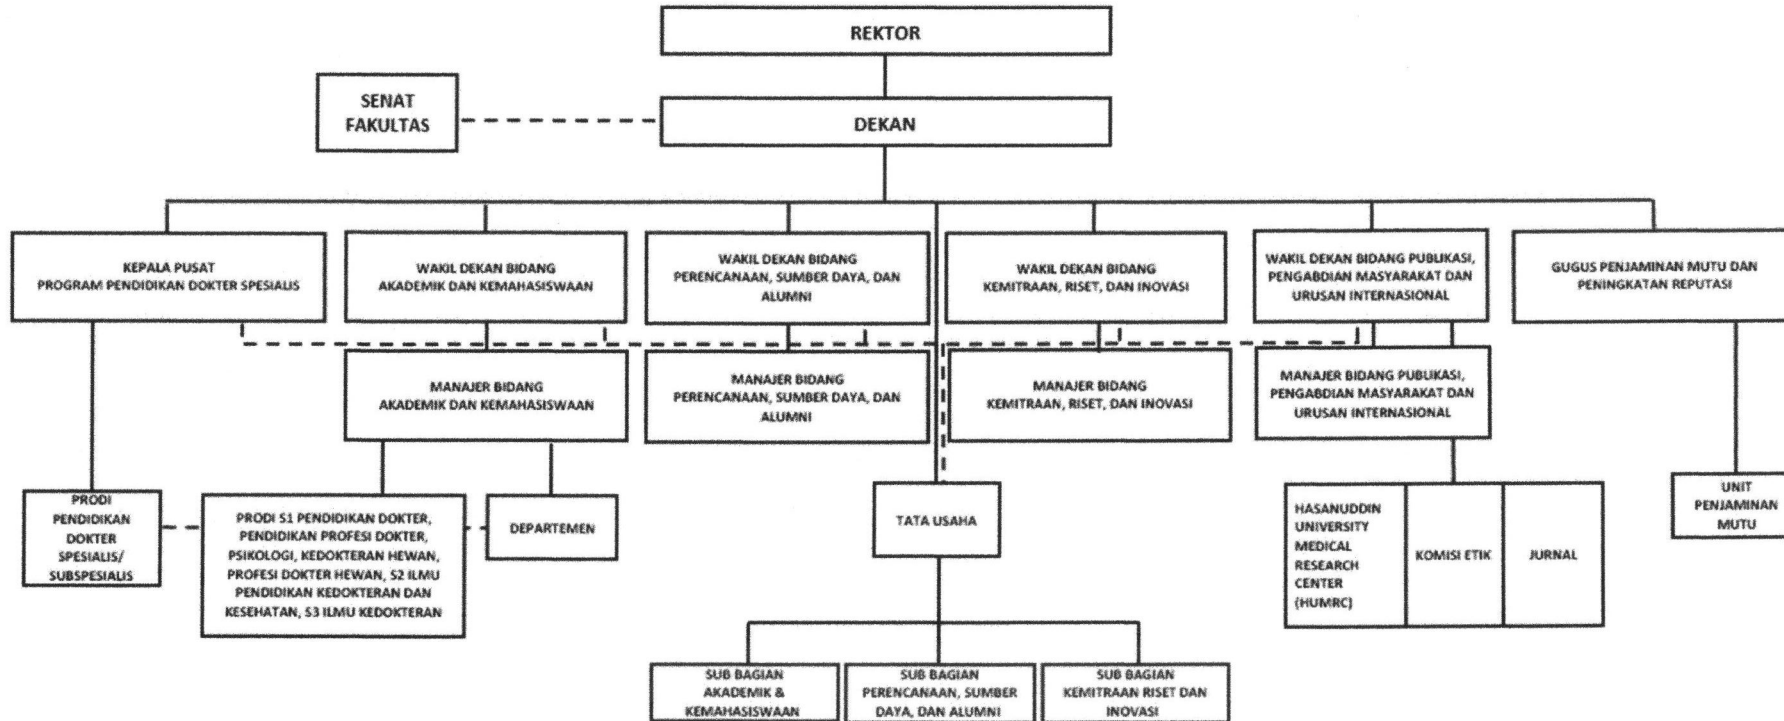 REKTOR
SENAT
FAKULTAS
DEKAN
KEPALA PUSAT
PROGRAM PENDIDIKAN DOKTER SPESIALIS
WAKIL DEKAN BIDANG
AKADEMIK DAN KEMAHASISWAAN
WAKIL DEKAN BIDANG
PERENCANAAN, SUMBER DAYA, DAN
ALUMNI
WAKIL DEKAN BIDANG
KEMITRAAN, RISET, DAN INOVASI
WAKIL DEKAN BIDANG PUBLIKASI,
PENGABDIAN MASYARAKAT DAN
URUSAN INTERNASIONAL
GUGUS PENJAMINAN MUTU DAN
PENINGKATAN REPUTASI
MANAJER BIDANG
AKADEMIK DAN KEMAHASISWAAN
MANAJER BIDANG
PERENCANAAN, SUMBER DAYA, DAN
ALUMNI
MANAJER BIDANG
KEMITRAAN, RISET, DAN INOVASI
MANAJER BIDANG PUBLIKASI,
PENGABDIAN MASYARAKAT DAN
URUSAN INTERNASIONAL
PRODI
PENDIDIKAN
DOKTER
SPESIALIS/
SUBSPESIALIS
PRODI S1 PENDIDIKAN DOKTER,
PENDIDIKAN PROFESI DOKTER,
PSIKOLOGI, KEDOKTERAN HEWAN,
PROFESI DOKTER HEWAN, S2 ILMU
PENDIDIKAN KEDOKTERAN DAN
KESEHATAN, S3 ILMU KEDOKTERAN
DEPARTEMEN
TATA USAHA
HASANUDDIN
UNIVERSITY
MEDICAL
RESEARCH
CENTER
(HUMRC)
KOMISI ETIK
JURNAL
UNIT
PENJAMINAN
MUTU
SUB BAGIAN
AKADEMIK &
KEMAHASISWAAN
SUB BAGIAN
PERENCANAAN, SUMBER
DAYA, DAN ALUMNI
SUB BAGIAN
KEMITRAAN RISET DAN
INOVASI